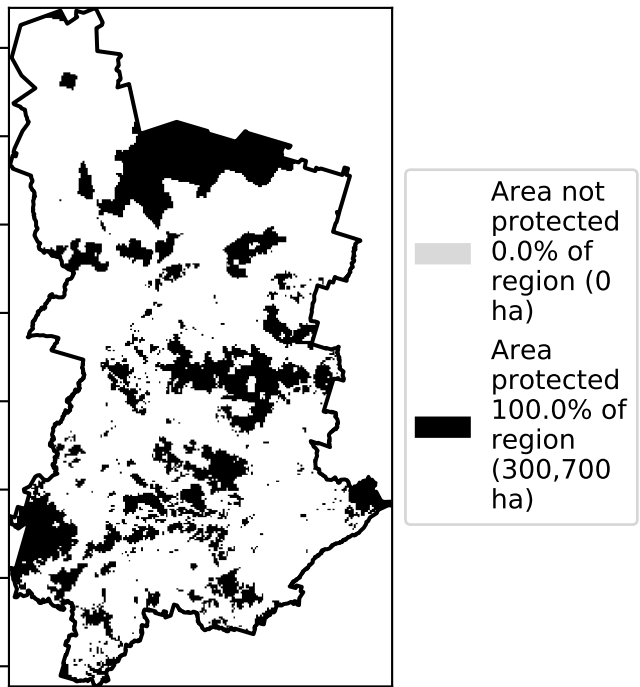 Area not
protected
0.0% of
region (0
ha)
Area
protected
100.0% of
region
(300,700
ha)